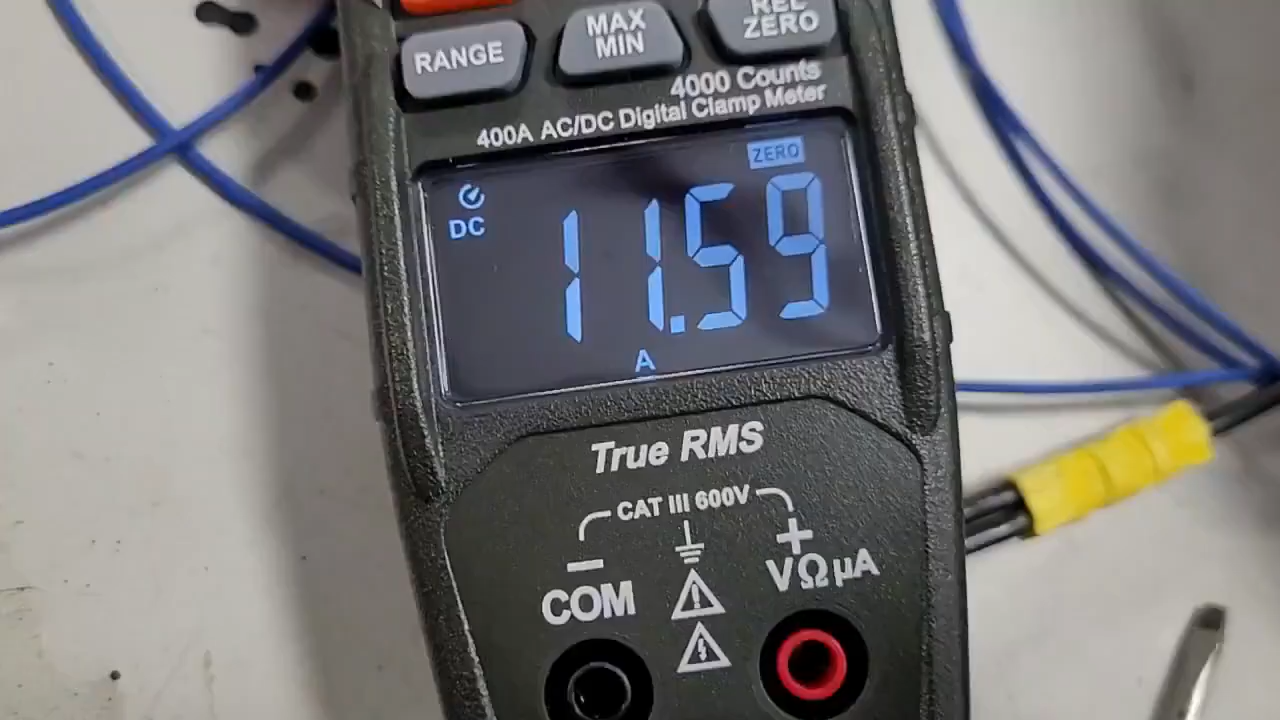 RANGE
MAX
MIN
REL
ZERO
4000 Counts
400A AC/DC Digital Clamp Meter
ZERO
DC
11.59
A
True RMS
CAT III 600V
COM
VΩµA